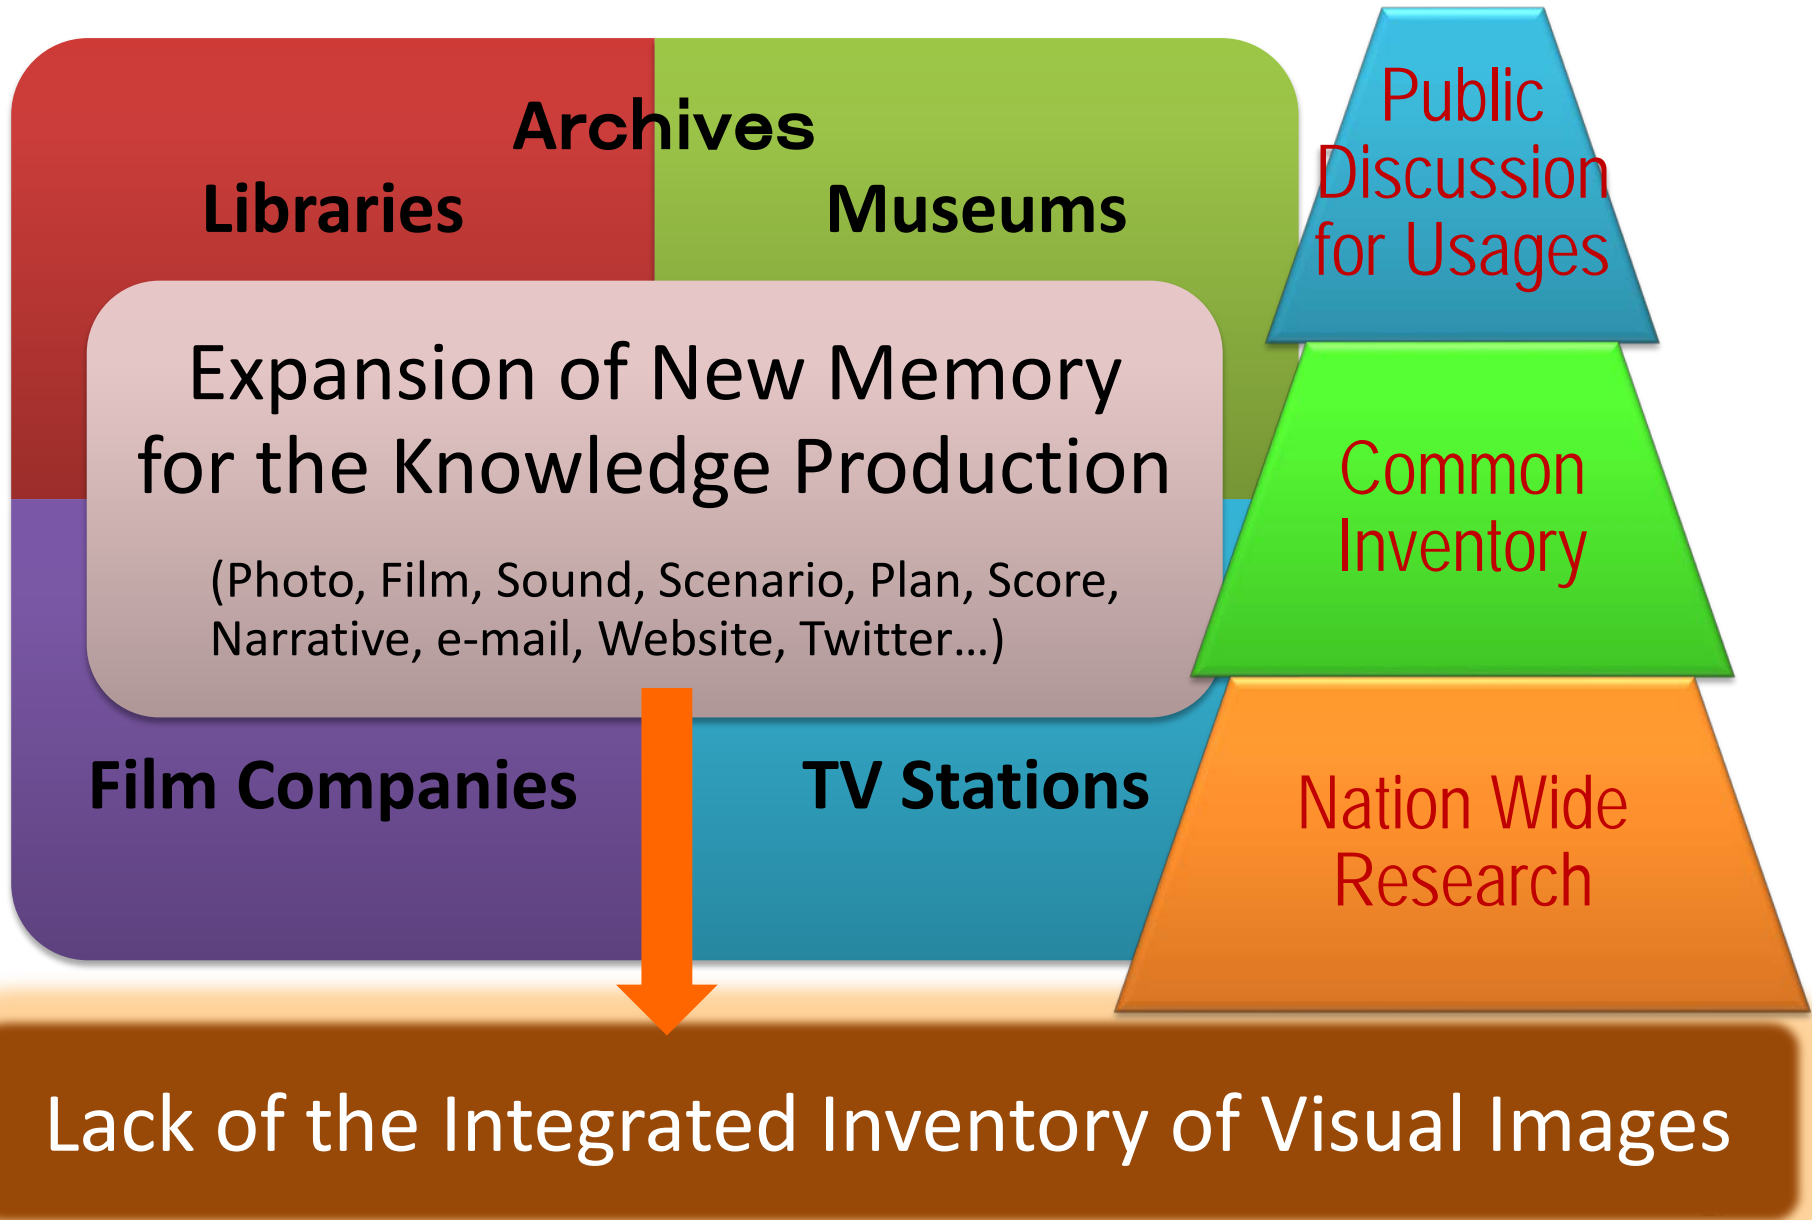 Archives
Libraries
Museums
Expansion of New Memory
for the Knowledge Production
(Photo, Film, Sound, Scenario, Plan, Score,
Narrative, e-mail, Website, Twitter...)
Film Companies
TV Stations
Public
Discussion
for Usages
Common
Inventory
Nation Wide
Research
Lack of the Integrated Inventory of Visual Images